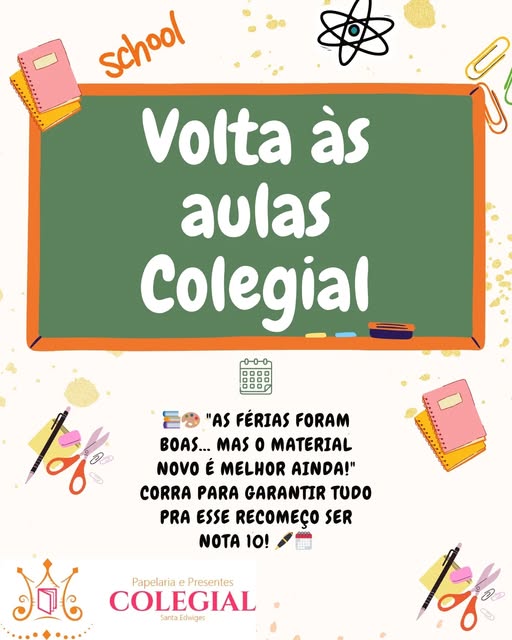 school
Volta às
aulas
Colegial
📚🎨 "AS FÉRIAS FORAM
BOAS... MAS O MATERIAL
NOVO É MELHOR AINDA!"
CORRA PARA GARANTIR TUDO
PRA ESSE RECOMEÇO SER
NOTA 10! 🖋️🗓️
Papelaria e Presentes
COLEGIAL
Santa Edwiges